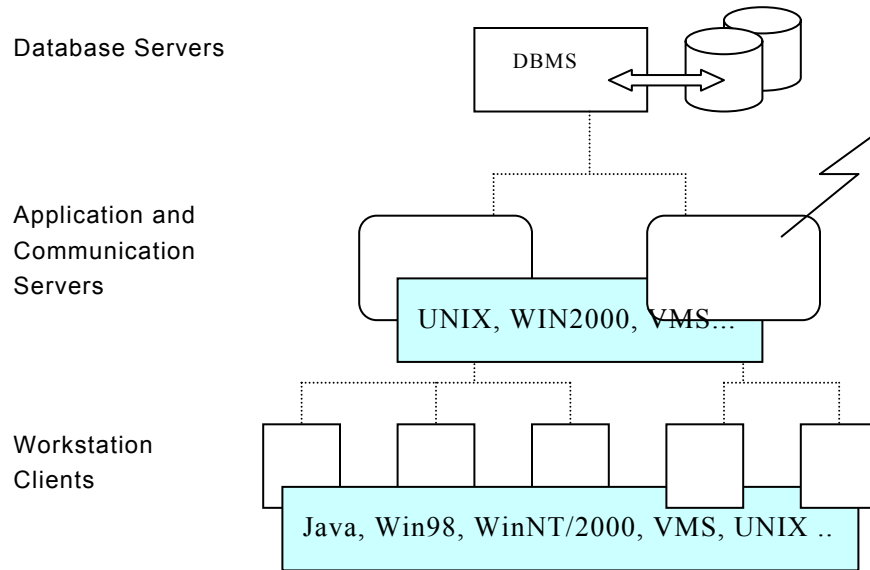 Database Servers
DBMS
Application and
Communication
Servers
UNIX, WIN2000, VMS...
Workstation
Clients
Java, Win98, WinNT/2000, VMS, UNIX ..